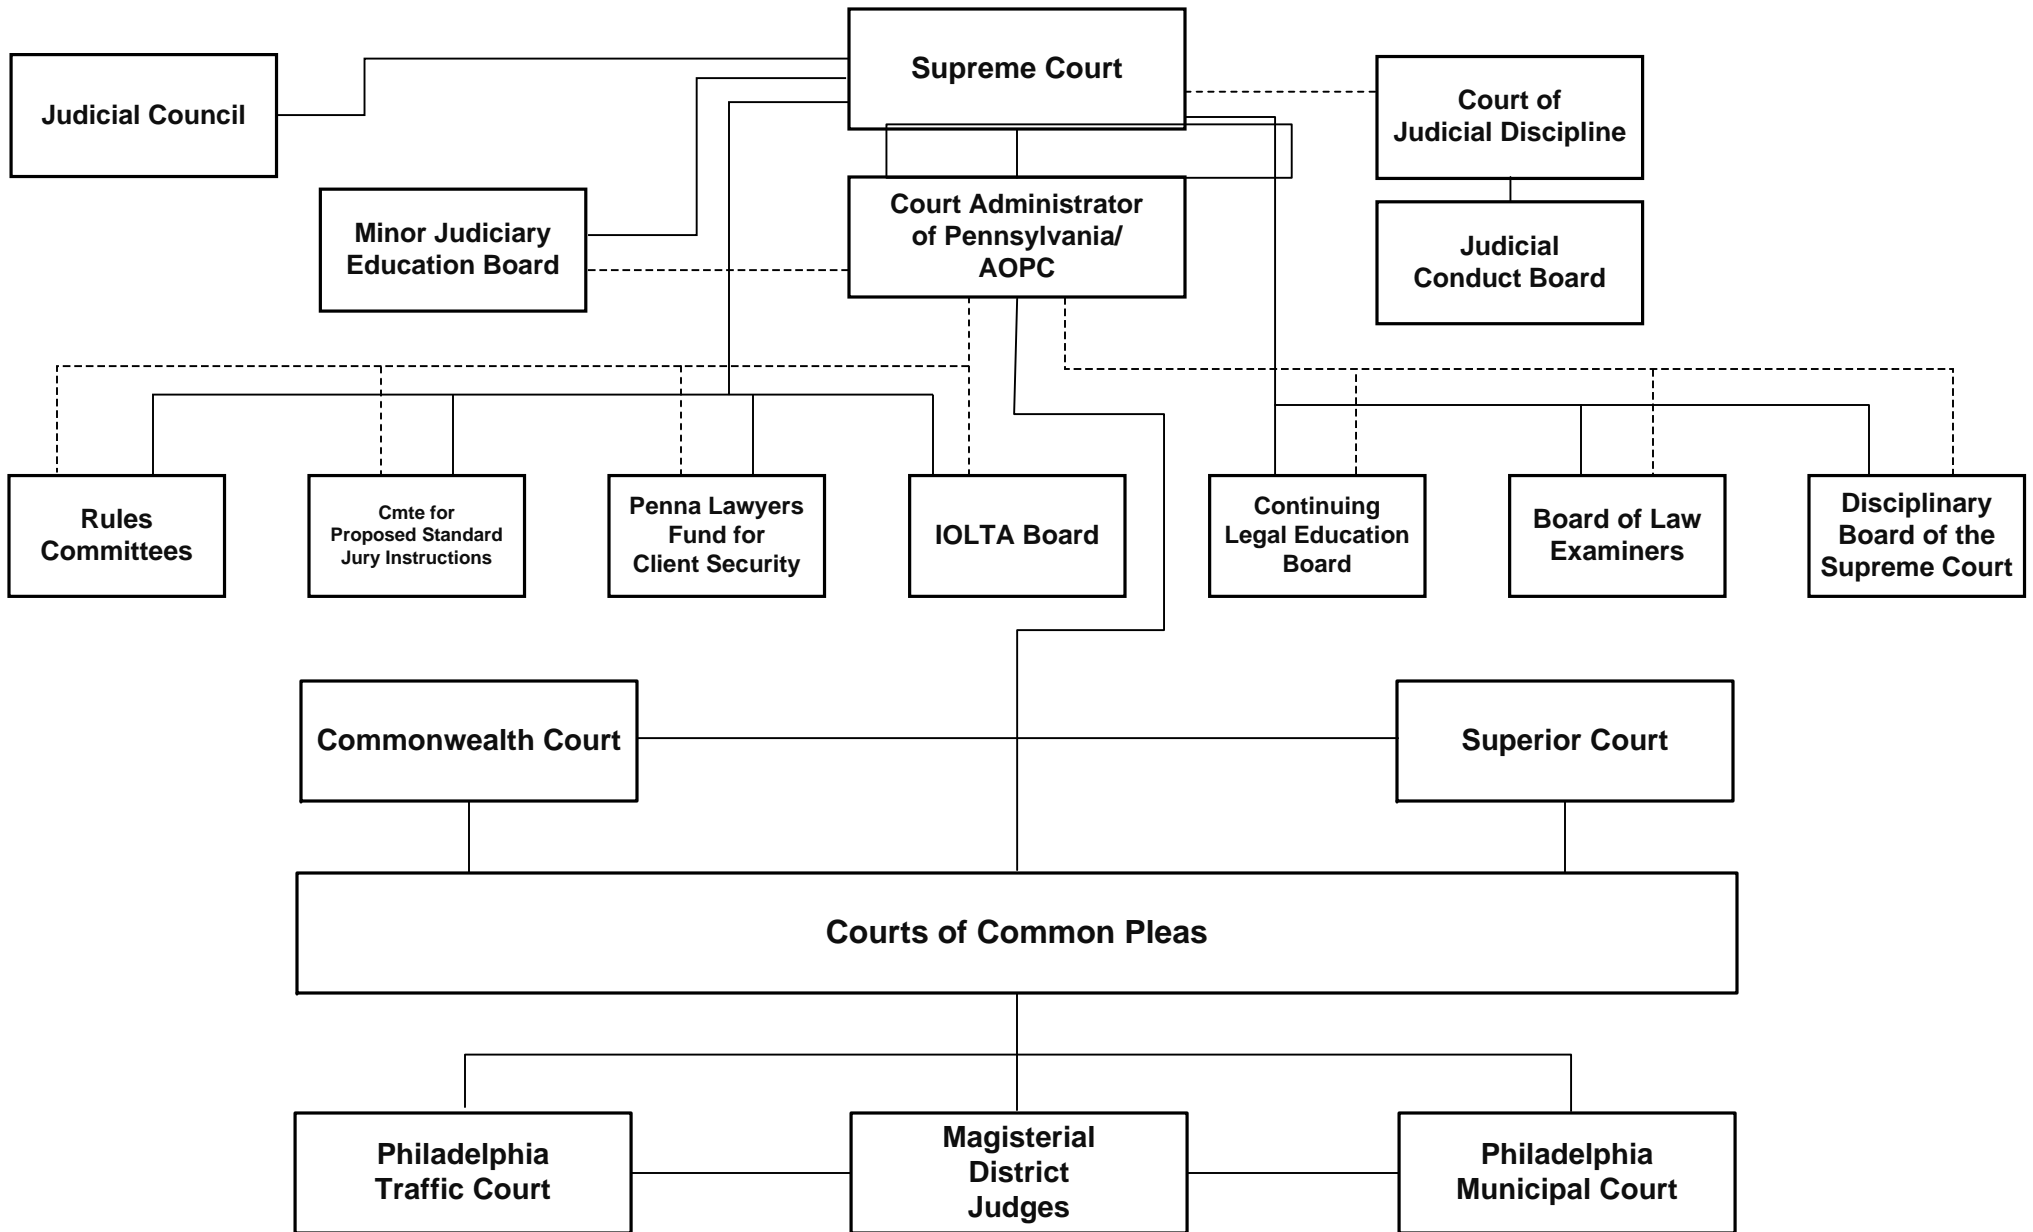 Supreme Court
Judicial Council
Court of
Judicial Discipline
Minor Judiciary
Education Board
Court Administrator
of Pennsylvania/
AOPC
Judicial
Conduct Board
Rules
Committees
Cmte for
Proposed Standard
Jury Instructions
Penna Lawyers
Fund for
Client Security
IOLTA Board
Continuing
Legal Education
Board
Board of Law
Examiners
Disciplinary
Board of the
Supreme Court
Commonwealth Court
Superior Court
Courts of Common Pleas
Philadelphia
Traffic Court
Magisterial
District
Judges
Philadelphia
Municipal Court